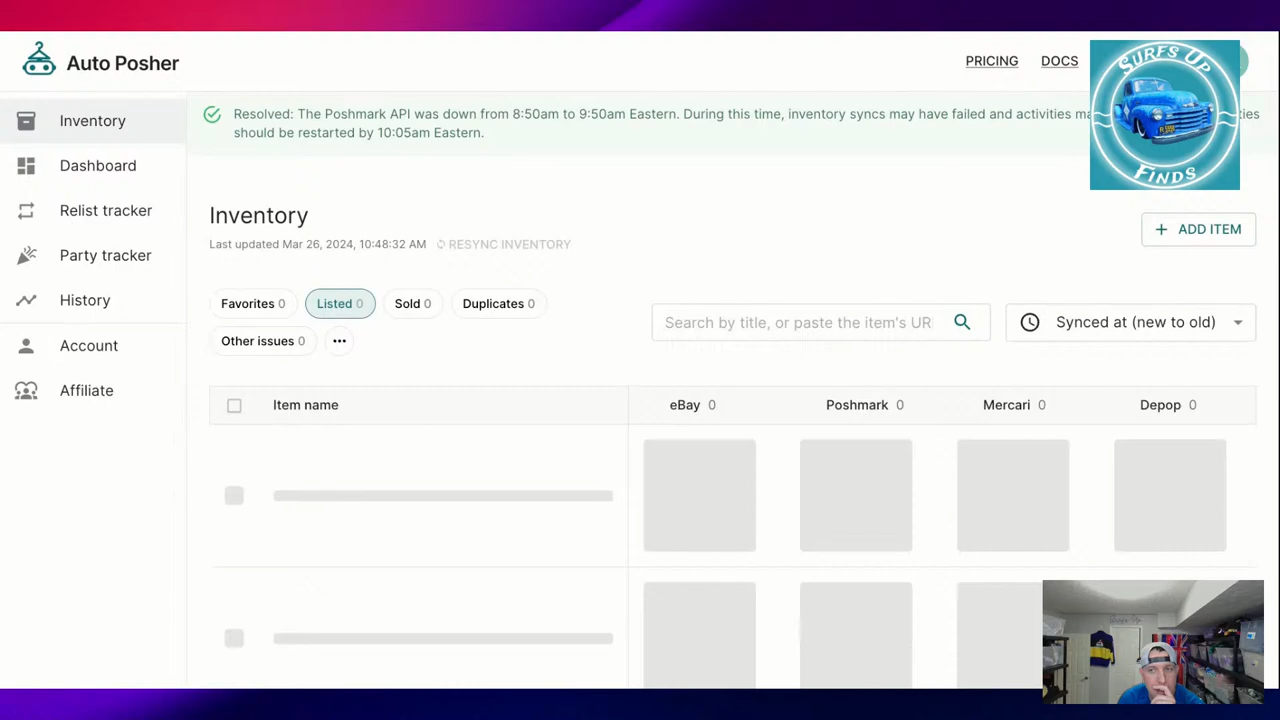 Auto Posher
PRICING
DOCS
SURFS UP
FINDS
Inventory
Dashboard
Relist tracker
Party tracker
History
Account
Affiliate
Resolved: The Poshmark API was down from 8:50am to 9:50am Eastern. During this time, inventory syncs may have failed and activities
should be restarted by 10:05am Eastern.
Inventory
Last updated Mar 26, 2024, 10:48:32 AM
RESYNC INVENTORY
+ ADD ITEM
Favorites 0
Listed 0
Sold 0
Duplicates 0
Other issues 0
•••
Search by title, or paste the item's UR
Synced at (new to old)
Item name
eBay 0
Poshmark 0
Mercari 0
Depop 0